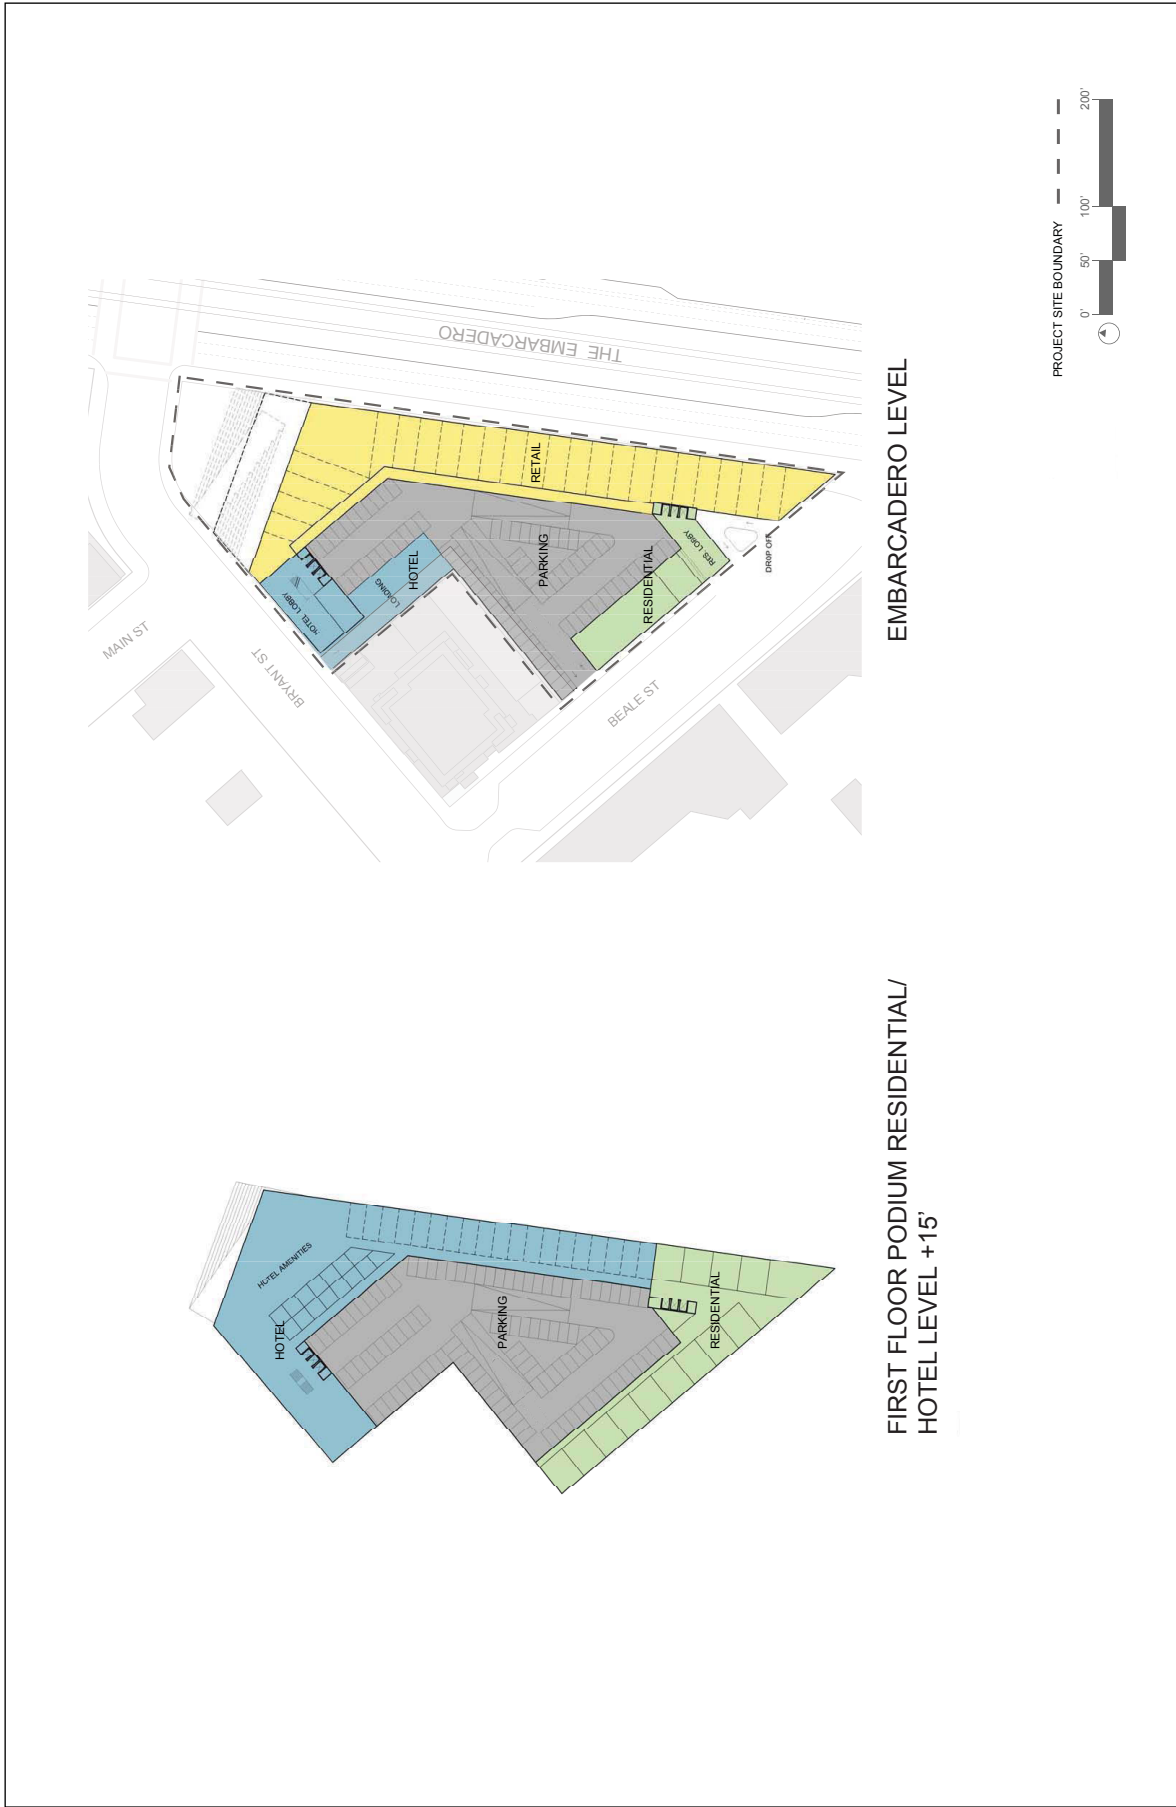 HOTEL AMENITIES
HOTEL
PARKING
RESIDENTIAL
FIRST FLOOR PODIUM RESIDENTIAL/
HOTEL LEVEL +15'
MAIN ST
BRYANT ST
BEALE ST
THE EMBARCADERO
HOTEL LOBBY
LOADING
HOTEL
PARKING
RETAIL
RESIDENTIAL
RES LOBBY
DROP OFF
EMBARCADERO LEVEL
PROJECT SITE BOUNDARY
0' 50' 100' 200'